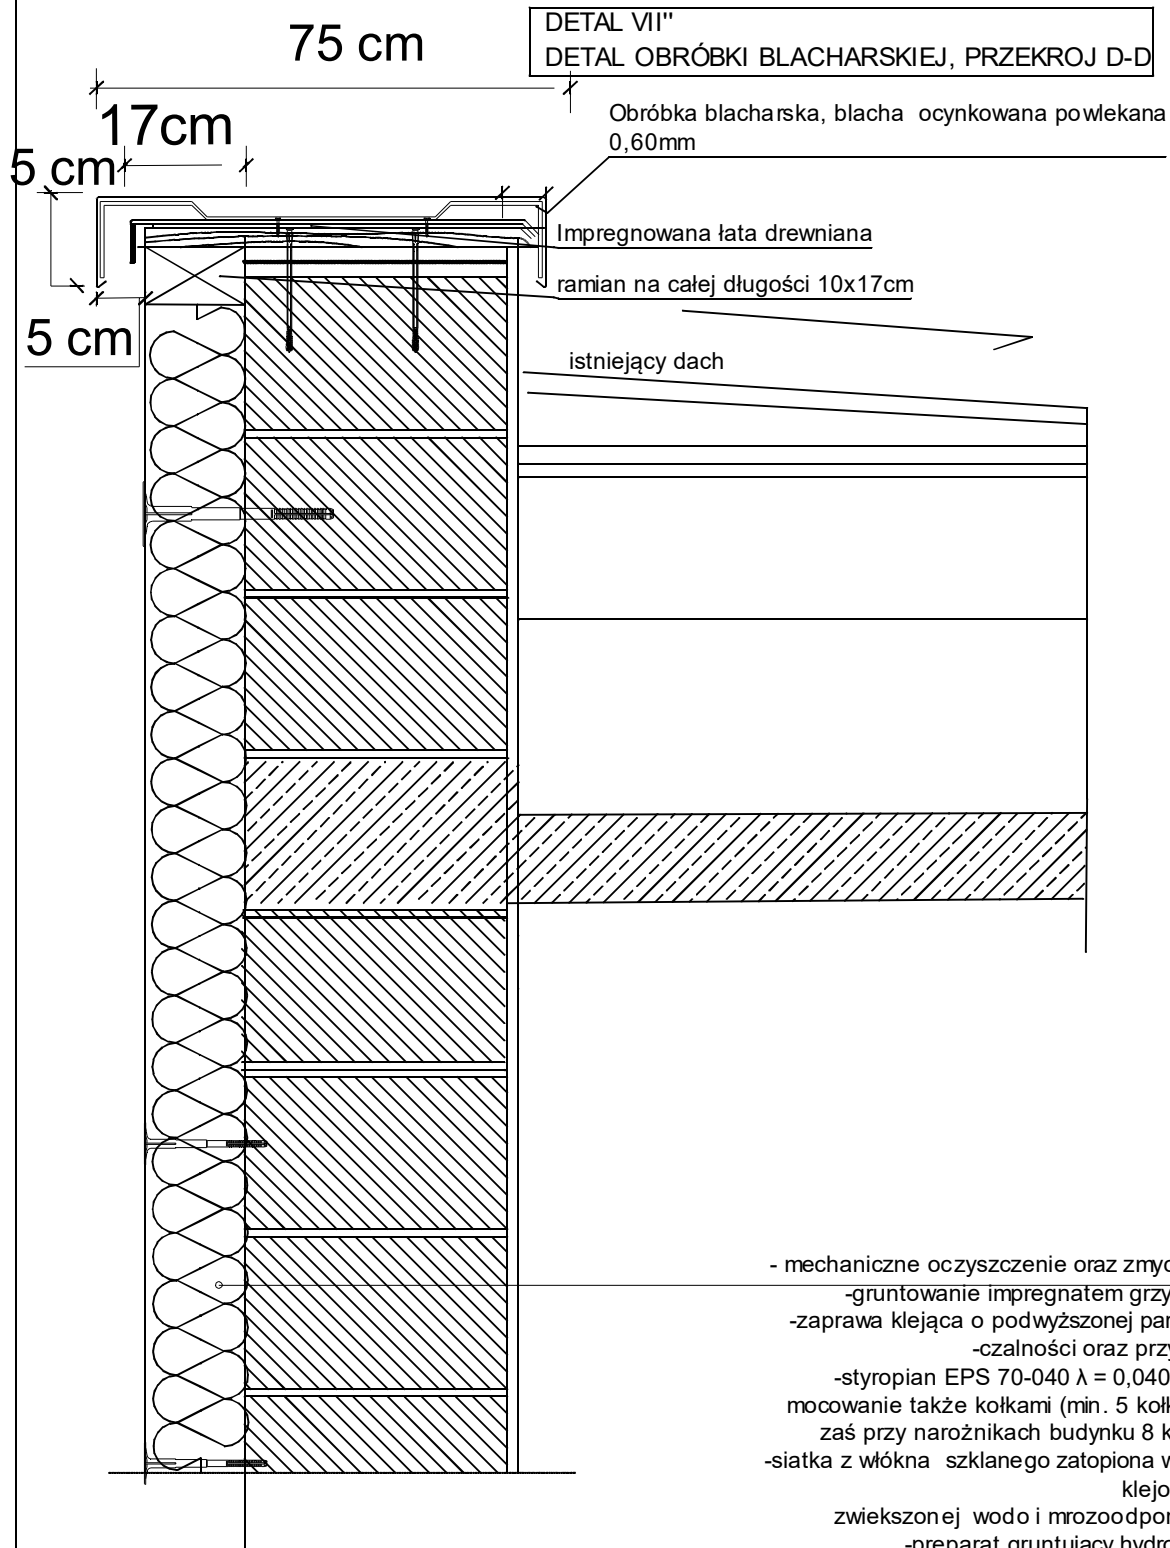 DETAL VII"
DETAL OBRÓBKI BLACHARSKIEJ, PRZEKROJ D-D
75 cm
17cm
5 cm
Obróbka blacharska, blacha ocynkowana powlekana
0,60mm
Impregnowana łata drewniana
ramian na całej długości 10x17cm
5 cm
istniejący dach
- mechaniczne oczyszczenie oraz zmyc
-gruntowanie impregnatem grzy
-zaprawa klejąca o podwyższonej par
-czalności oraz przy
-styropian EPS 70-040 λ = 0,040
mocowanie także kołkami (min. 5 kołk
zaś przy narożnikach budynku 8 k
-siatka z włókna szklanego zatopiona w
klejo
zwiekszonej wodo i mrozoodpor
-preparat gruntujący hydro